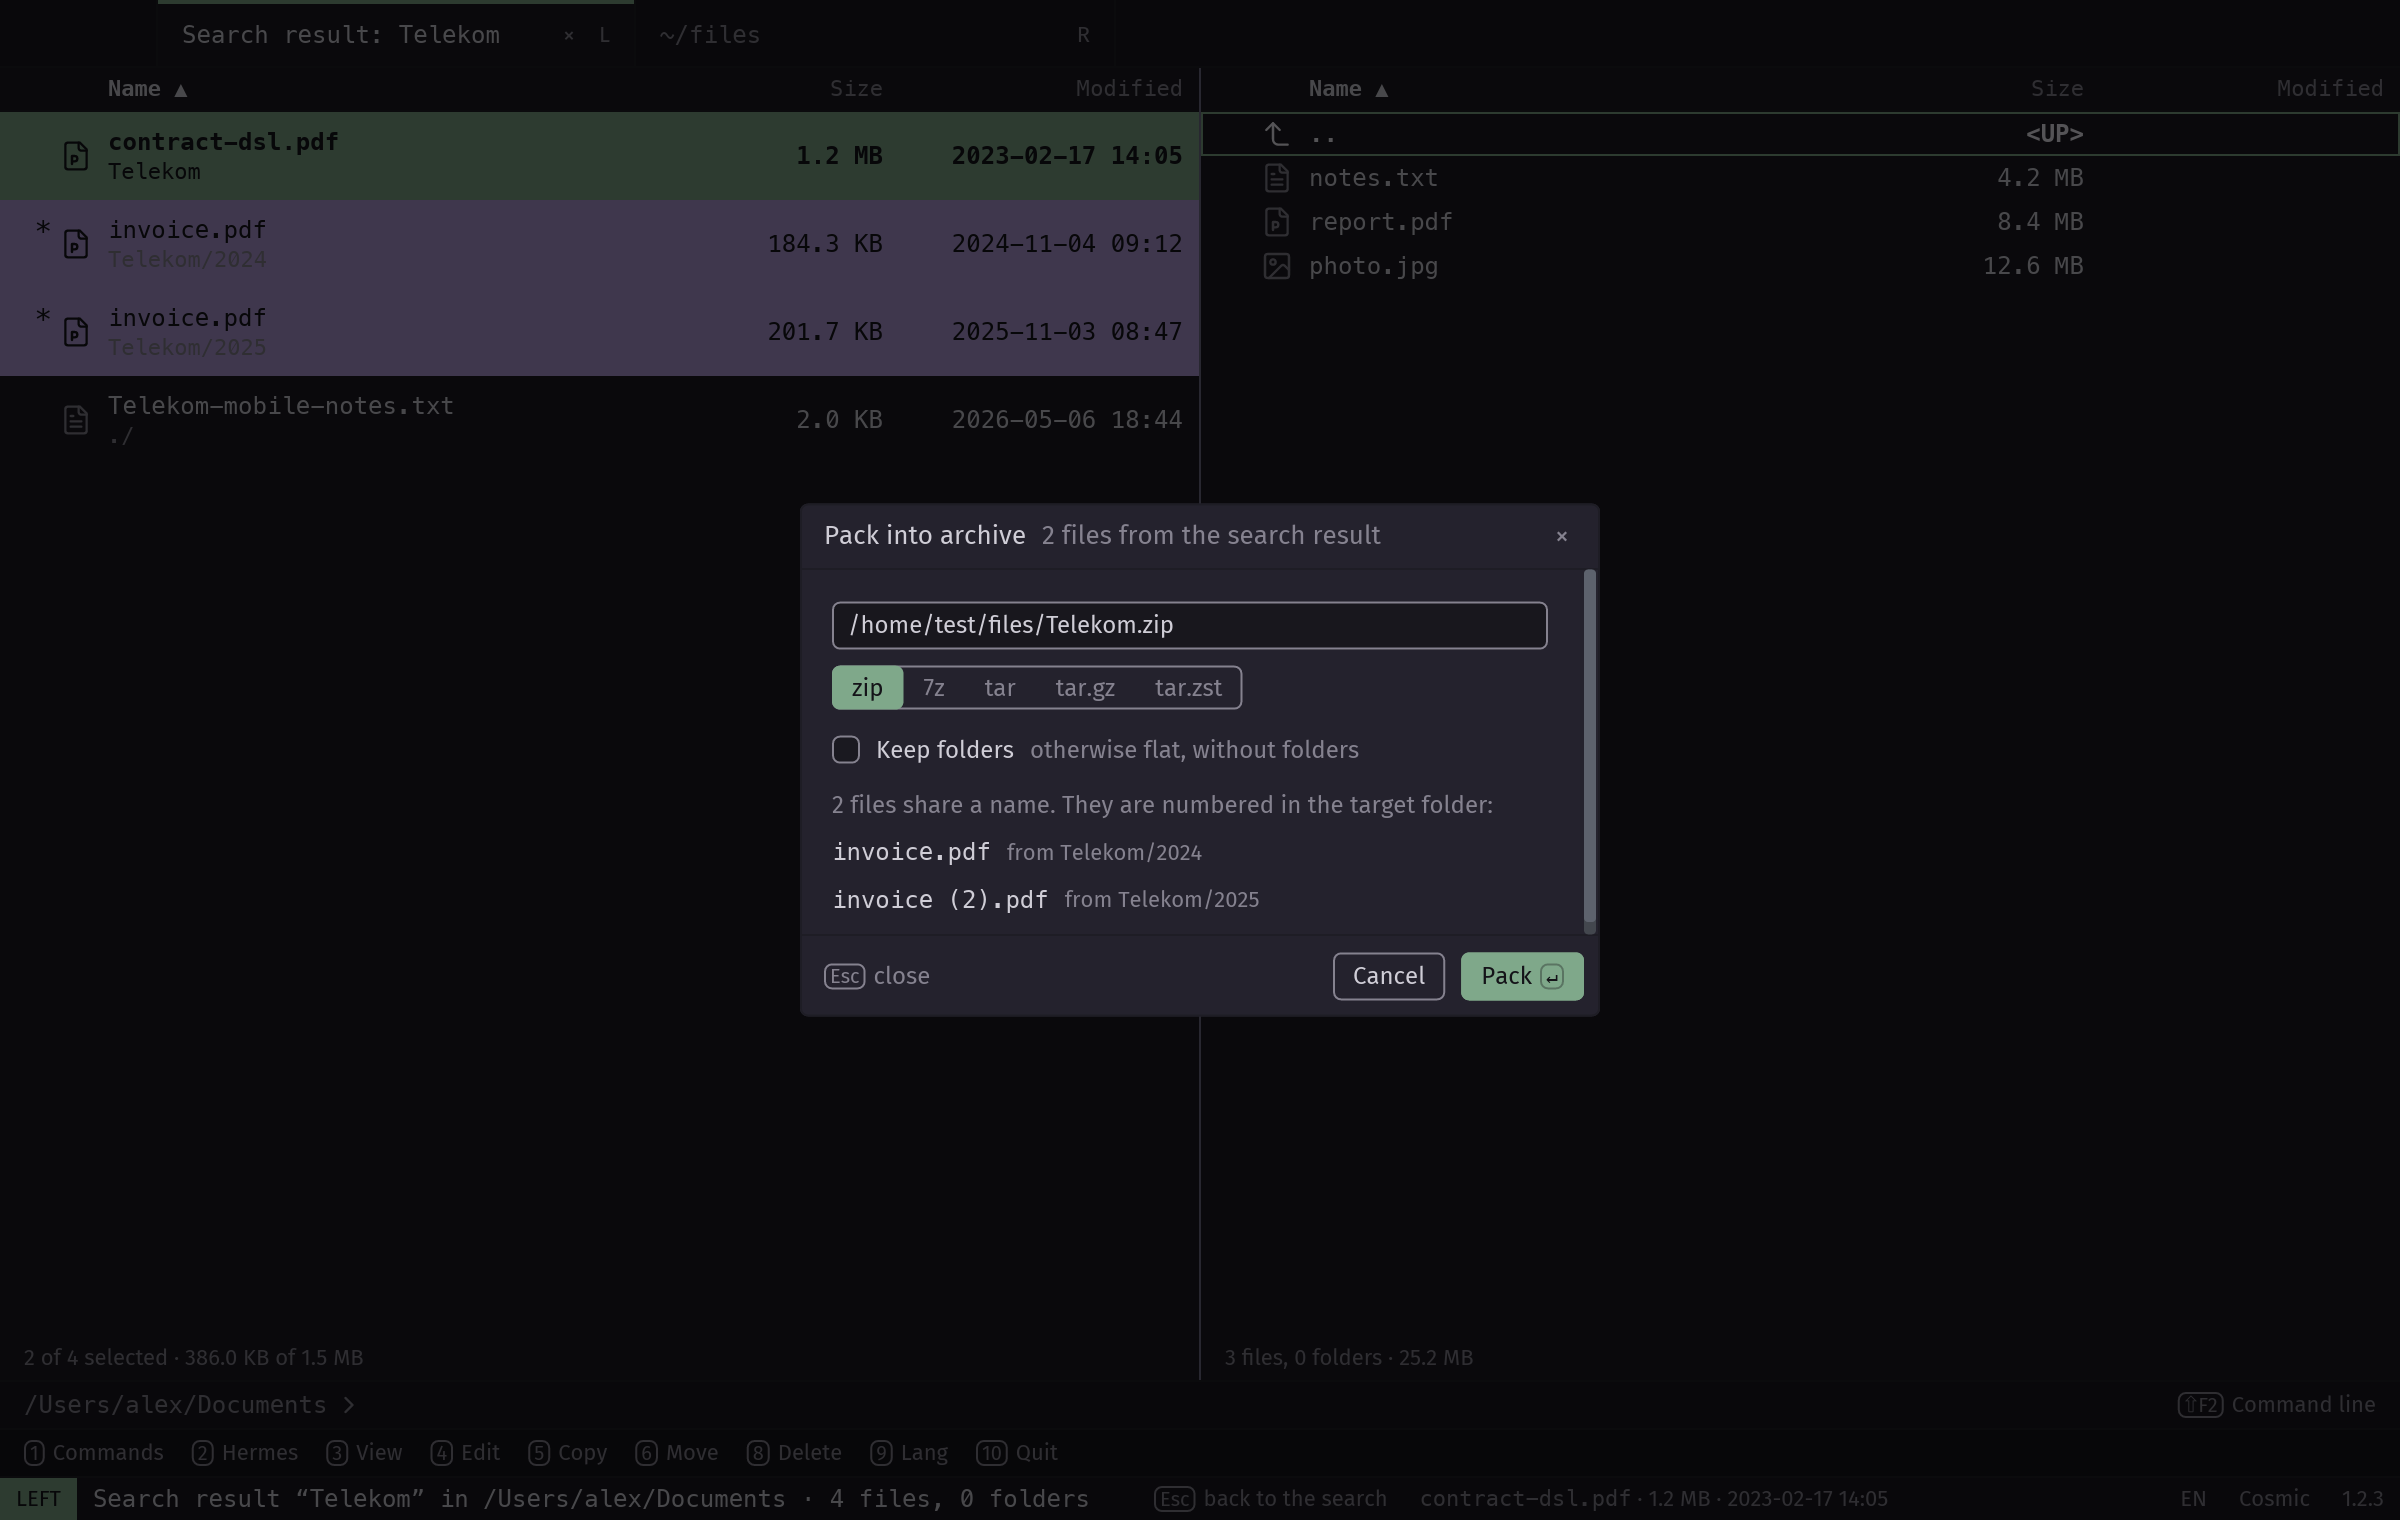 Search result: Telekom × L ~/files R
Name ▲ Size Modified
contract-dsl.pdf 1.2 MB 2023-02-17 14:05
Telekom
* invoice.pdf 184.3 KB 2024-11-04 09:12
Telekom/2024
* invoice.pdf 201.7 KB 2025-11-03 08:47
Telekom/2025
Telekom-mobile-notes.txt 2.0 KB 2026-05-06 18:44
./
Name ▲ Size Modified
.. <UP>
notes.txt 4.2 MB
report.pdf 8.4 MB
photo.jpg 12.6 MB
Pack into archive 2 files from the search result ×
/home/test/files/Telekom.zip
zip 7z tar tar.gz tar.zst
Keep folders otherwise flat, without folders
2 files share a name. They are numbered in the target folder:
invoice.pdf from Telekom/2024
invoice (2).pdf from Telekom/2025
Esc close Cancel Pack ↵
2 of 4 selected · 386.0 KB of 1.5 MB
3 files, 0 folders · 25.2 MB
/Users/alex/Documents > ⇧F2 Command line
1 Commands 2 Hermes 3 View 4 Edit 5 Copy 6 Move 8 Delete 9 Lang 10 Quit
LEFT Search result “Telekom” in /Users/alex/Documents · 4 files, 0 folders Esc back to the search contract-dsl.pdf · 1.2 MB · 2023-02-17 14:05 EN Cosmic 1.2.3